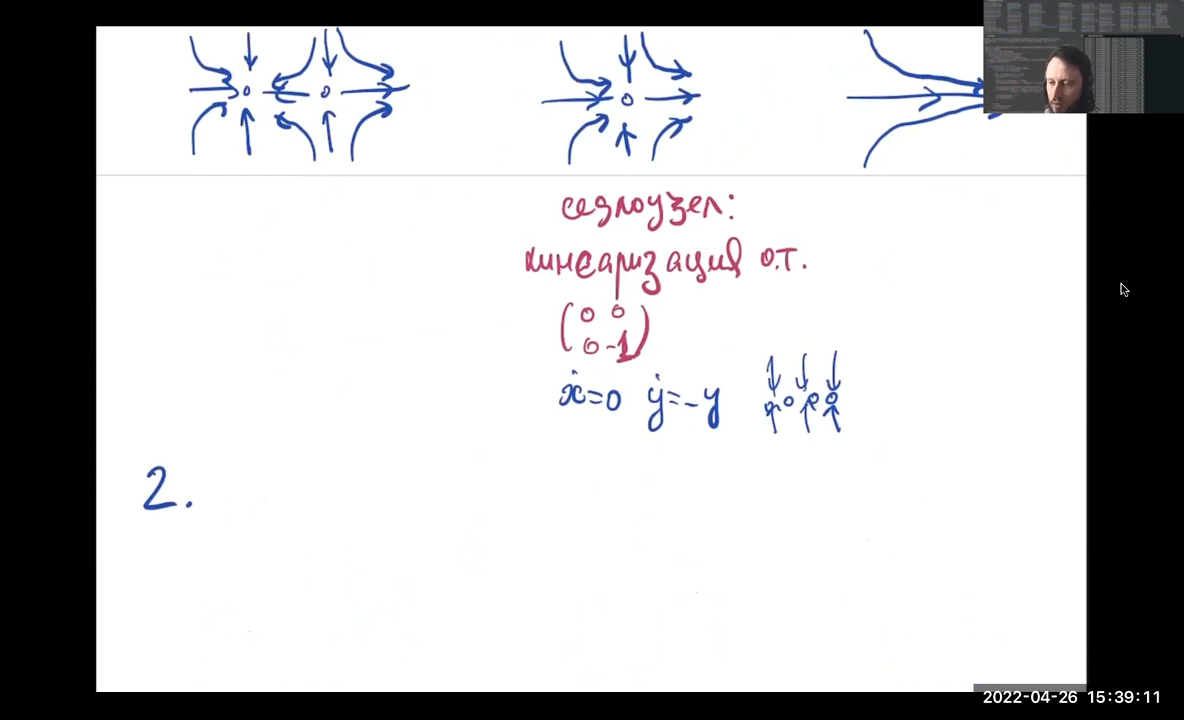 седлоузел:
линеаризация о.т.
(0 0
0 -1)
ẋ=0 ẏ=-y
2.
2022-04-26 15:39:11